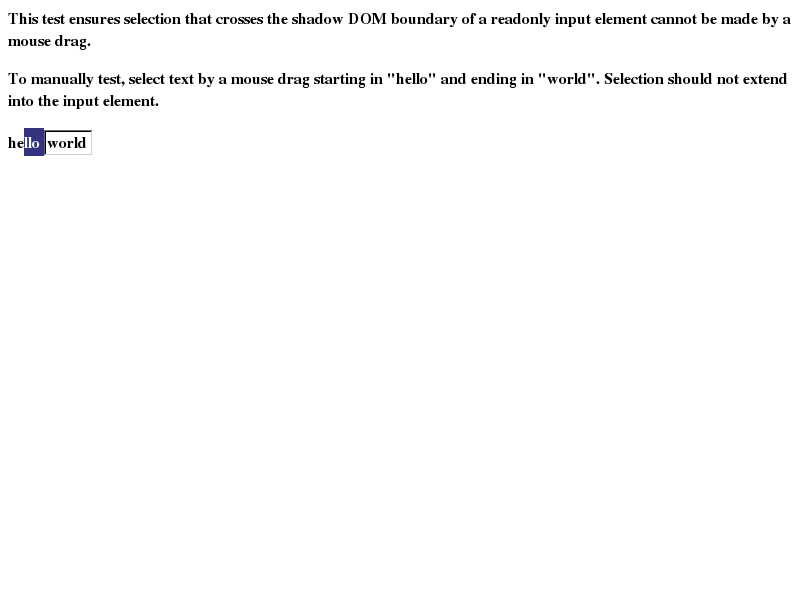 This test ensures selection that crosses the shadow DOM boundary of a readonly input element cannot be made by a
mouse drag.
To manually test, select text by a mouse drag starting in "hello" and ending in "world". Selection should not extend
into the input element.
hello world